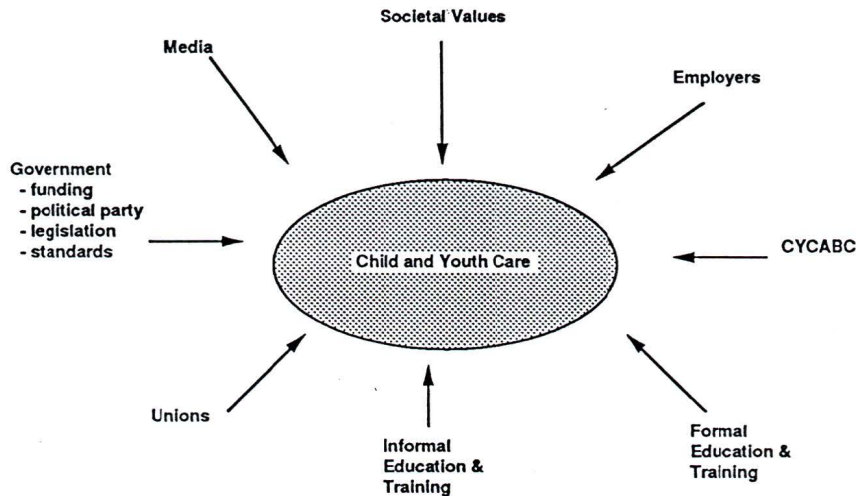 Societal Values
Media
Employers
Government
- funding
- political party
- legislation
- standards
Child and Youth Care
CYCABC
Unions
Informal
Education &
Training
Formal
Education &
Training